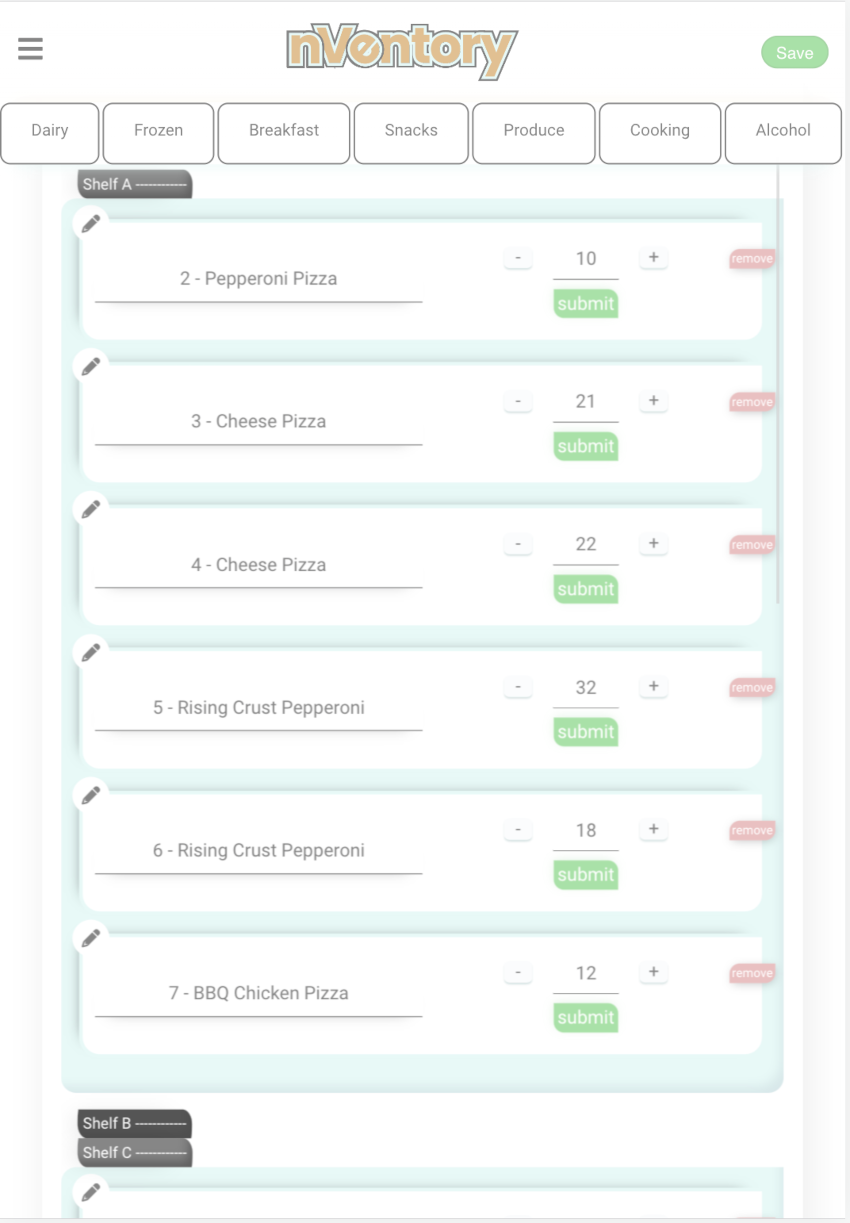 nVentory
Save
Dairy Frozen Breakfast Snacks Produce Cooking Alcohol
Shelf A -----------
2 - Pepperoni Pizza - 10 + remove
submit
3 - Cheese Pizza - 21 + remove
submit
4 - Cheese Pizza - 22 + remove
submit
5 - Rising Crust Pepperoni - 32 + remove
submit
6 - Rising Crust Pepperoni - 18 + remove
submit
7 - BBQ Chicken Pizza - 12 + remove
submit
Shelf B -----------
Shelf C -----------